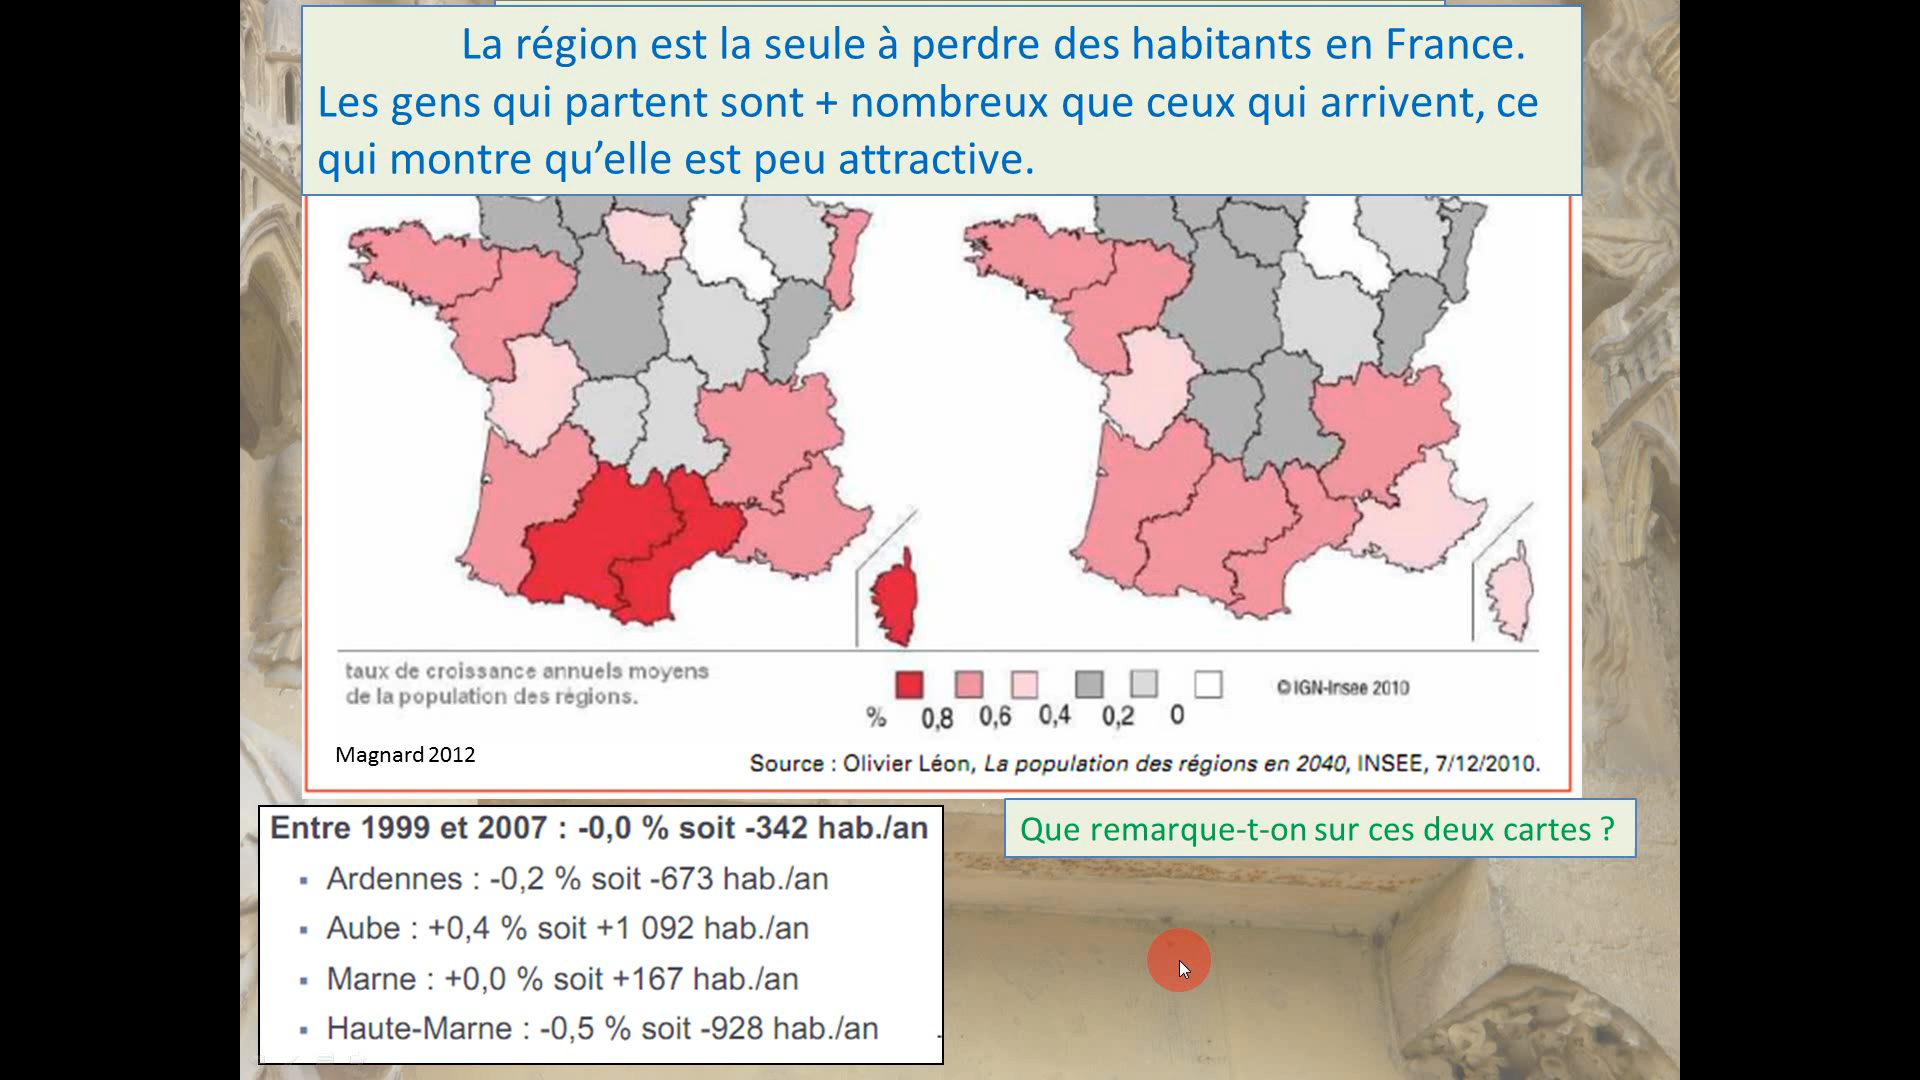 La région est la seule à perdre des habitants en France.
Les gens qui partent sont + nombreux que ceux qui arrivent, ce
qui montre qu’elle est peu attractive.
taux de croissance annuels moyens
de la population des régions.
% 0,8 0,6 0,4 0,2 0
© IGN-Insee 2010
Magnard 2012
Source : Olivier Léon, La population des régions en 2040, INSEE, 7/12/2010.
Entre 1999 et 2007 : -0,0 % soit -342 hab./an
▪ Ardennes : -0,2 % soit -673 hab./an
▪ Aube : +0,4 % soit +1 092 hab./an
▪ Marne : +0,0 % soit +167 hab./an
▪ Haute-Marne : -0,5 % soit -928 hab./an
Que remarque-t-on sur ces deux cartes ?